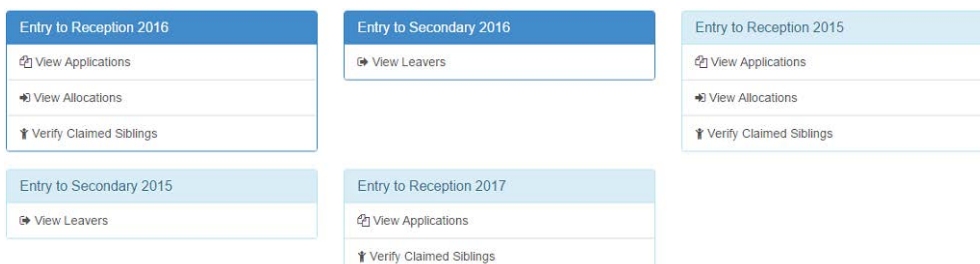 Entry to Reception 2016
View Applications
View Allocations
Verify Claimed Siblings
Entry to Secondary 2016
View Leavers
Entry to Reception 2015
View Applications
View Allocations
Verify Claimed Siblings
Entry to Secondary 2015
View Leavers
Entry to Reception 2017
View Applications
Verify Claimed Siblings